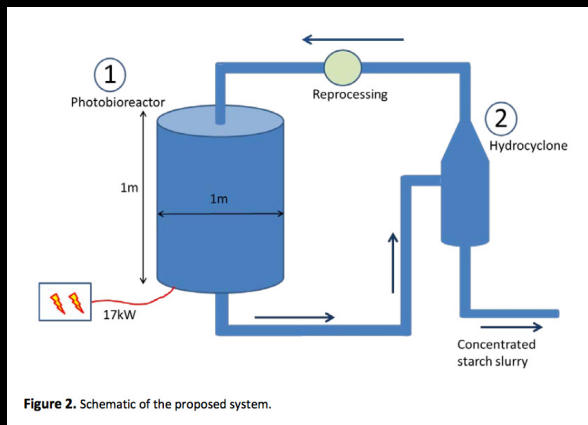 1
Photobioreactor
1m
1m
17kW
Reprocessing
2
Hydrocyclone
Concentrated
starch slurry
Figure 2. Schematic of the proposed system.